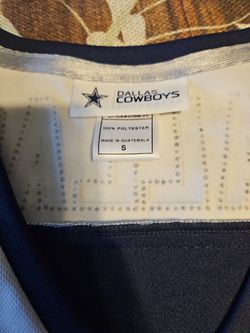 DALLAS
COWBOYS
100% POLYESTER
MADE IN GUATEMALA
S